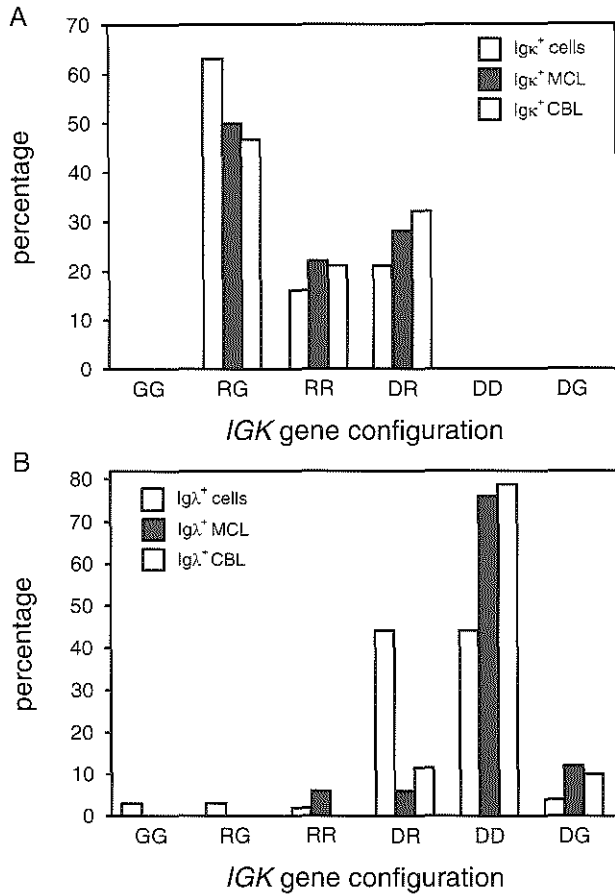 A
percentage
70
60
50
40
30
20
10
0
Igκ⁺ cells
Igκ⁺ MCL
Igκ⁺ CBL
GG RG RR DR DD DG
IGK gene configuration
B
percentage
80
70
60
50
40
30
20
10
0
Igλ⁺ cells
Igλ⁺ MCL
Igλ⁺ CBL
GG RG RR DR DD DG
IGK gene configuration